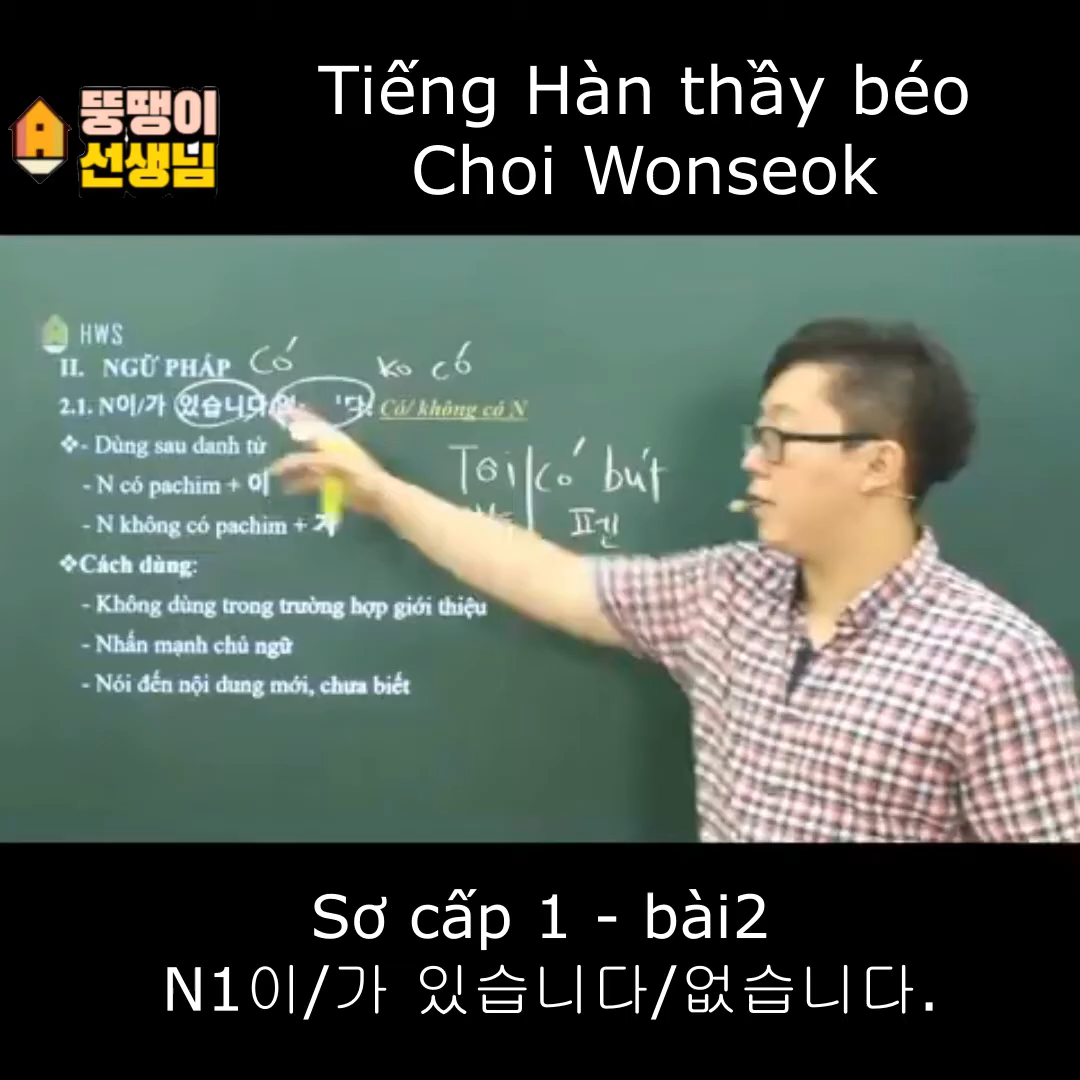 뚱땡이
선생님
Tiếng Hàn thầy béo
Choi Wonseok
HWS
II. NGỮ PHÁP Có ko có
2.1. N이/가 있습니다/ 다. Có/ không có N
❖- Dùng sau danh từ
- N có pachim + 이
- N không có pachim + 가
Tôi/có bút
펜
❖Cách dùng:
- Không dùng trong trường hợp giới thiệu
- Nhấn mạnh chủ ngữ
- Nói đến nội dung mới, chưa biết
Sơ cấp 1 - bài2
N1이/가 있습니다/없습니다.